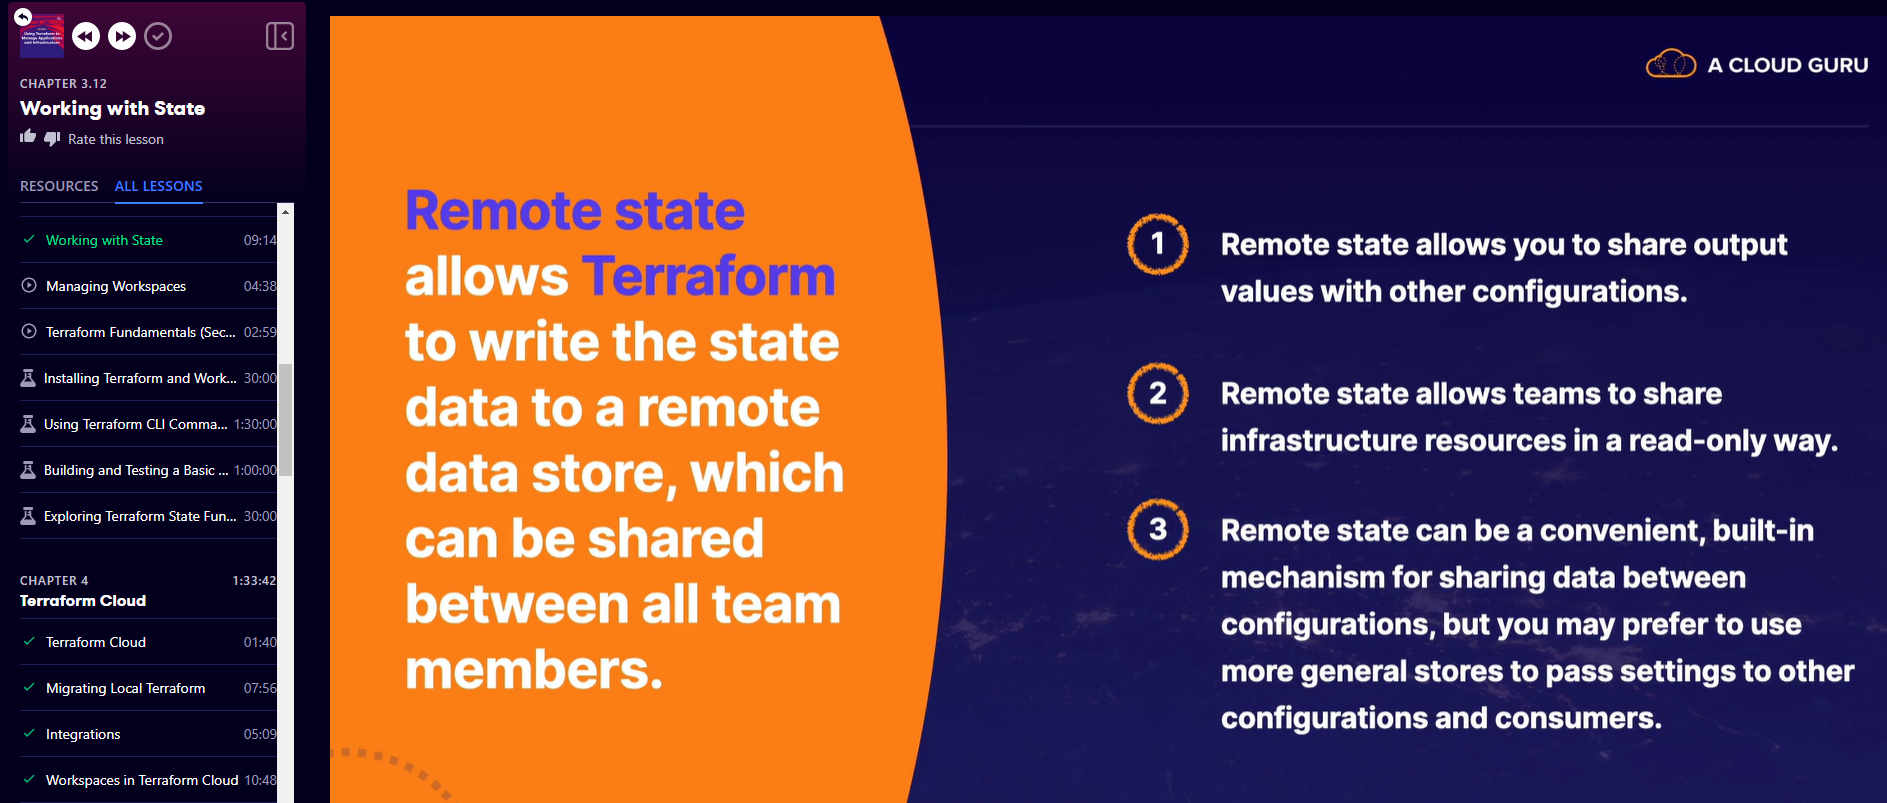 CHAPTER 3.12
Working with State
Rate this lesson
RESOURCES ALL LESSONS
Working with State 09:14
Managing Workspaces 04:38
Terraform Fundamentals (Sec... 02:59
Installing Terraform and Work... 30:00
Using Terraform CLI Comma... 1:30:00
Building and Testing a Basic ... 1:00:00
Exploring Terraform State Fun... 30:00
CHAPTER 4 1:33:42
Terraform Cloud
Terraform Cloud 01:40
Migrating Local Terraform 07:56
Integrations 05:09
Workspaces in Terraform Cloud 10:48
Using Terraform to
Manage Applications
and Infrastructure
A CLOUD GURU
Remote state
allows Terraform
to write the state
data to a remote
data store, which
can be shared
between all team
members.
1
Remote state allows you to share output
values with other configurations.
2
Remote state allows teams to share
infrastructure resources in a read-only way.
3
Remote state can be a convenient, built-in
mechanism for sharing data between
configurations, but you may prefer to use
more general stores to pass settings to other
configurations and consumers.